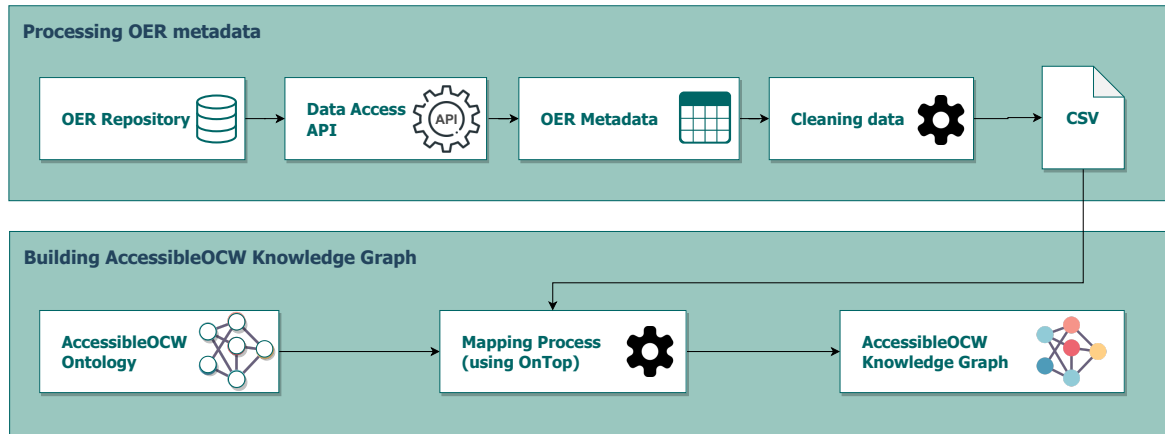 Processing OER metadata
OER Repository
Data Access
API
API
OER Metadata
Cleaning data
CSV
Building AccessibleOCW Knowledge Graph
AccessibleOCW
Ontology
Mapping Process
(using OnTop)
AccessibleOCW
Knowledge Graph